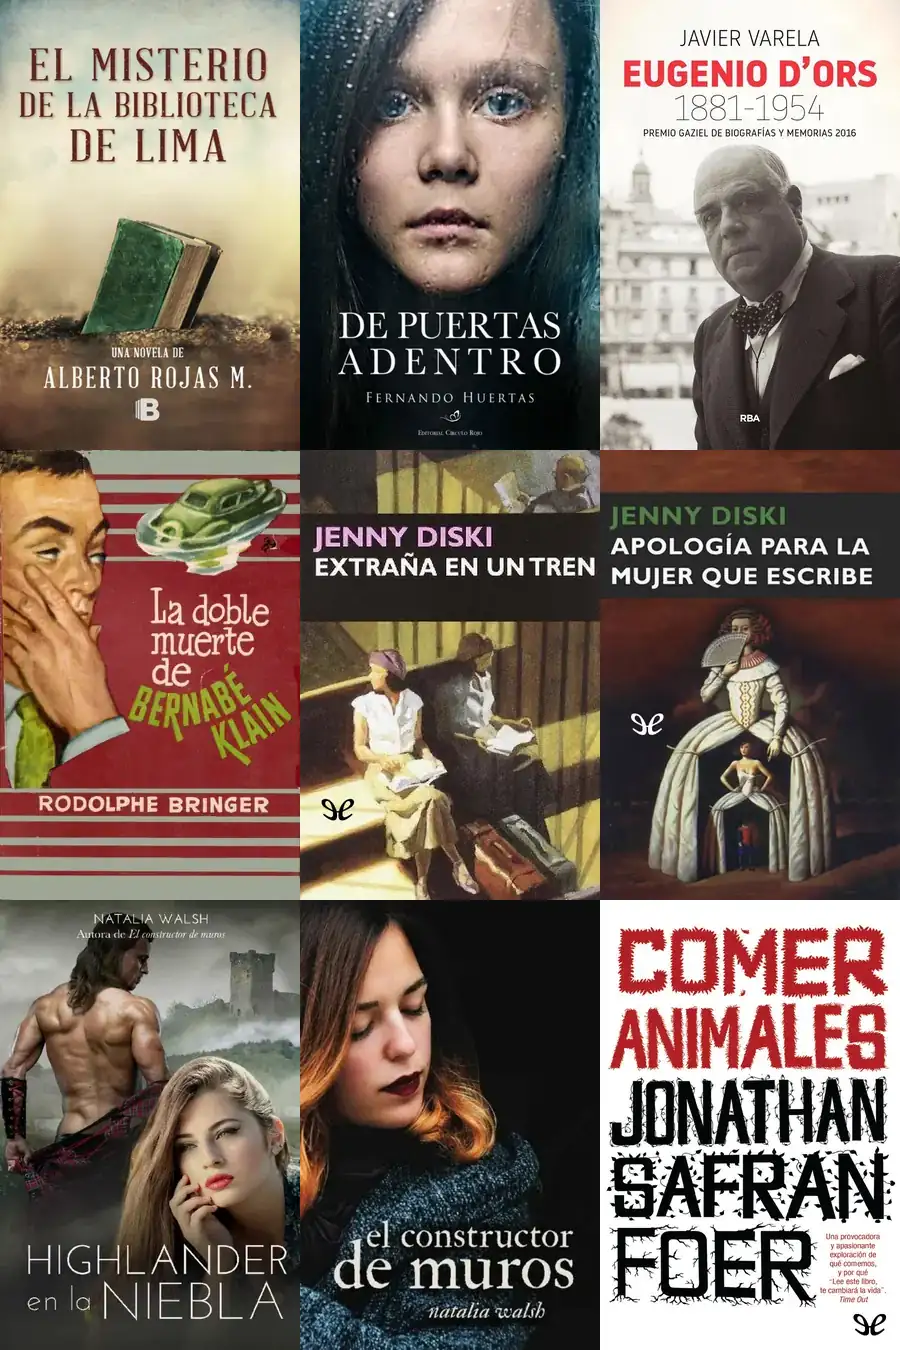 EL MISTERIO
DE LA BIBLIOTECA
DE LIMA
UNA NOVELA DE
ALBERTO ROJAS M.
B
DE PUERTAS
ADENTRO
FERNANDO HUERTAS
EDITORIAL CÍRCULO ROJO
JAVIER VARELA
EUGENIO D'ORS
1881-1954
PREMIO GAZIEL DE BIOGRAFÍAS Y MEMORIAS 2016
RBA
La doble
muerte
de
BERNABÉ
KLAIN
RODOLPHE BRINGER
JENNY DISKI
EXTRAÑA EN UN TREN
JENNY DISKI
APOLOGÍA PARA LA
MUJER QUE ESCRIBE
NATALIA WALSH
Autora de El constructor de muros
HIGHLANDER
en la NIEBLA
el constructor
de muros
natalia walsh
COMER
ANIMALES
JONATHAN
SAFRAN
FOER
Una provocadora
y apasionante
exploración de
qué comemos,
y por qué
"Lee este libro,
te cambiará la vida".
Time Out